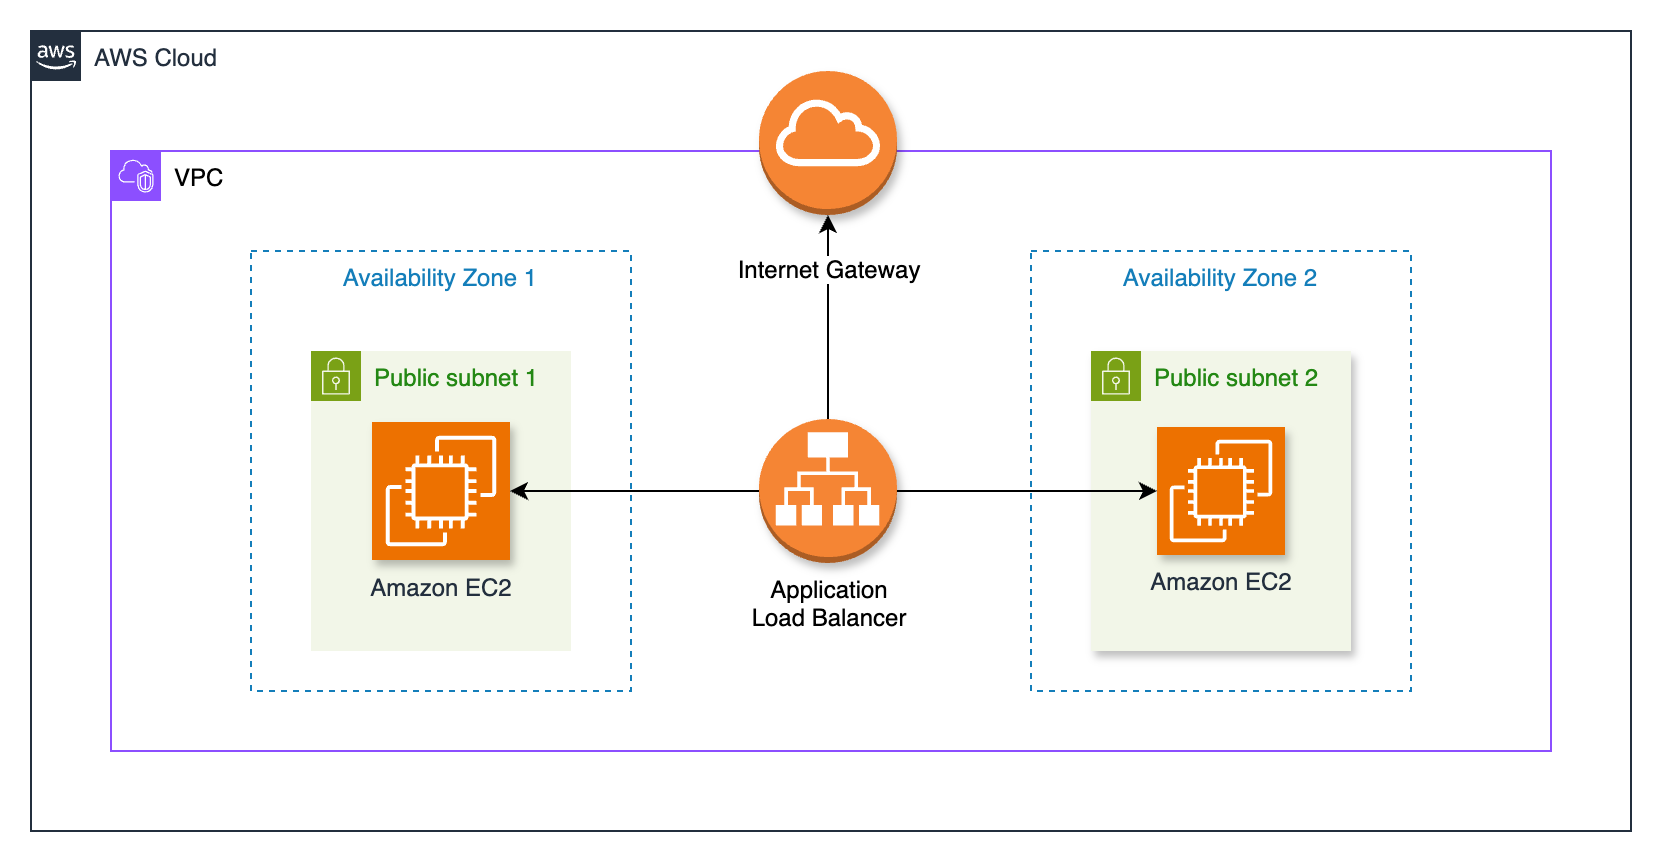 aws
AWS Cloud
VPC
Availability Zone 1
Internet Gateway
Availability Zone 2
Public subnet 1
Public subnet 2
Amazon EC2
Application
Load Balancer
Amazon EC2